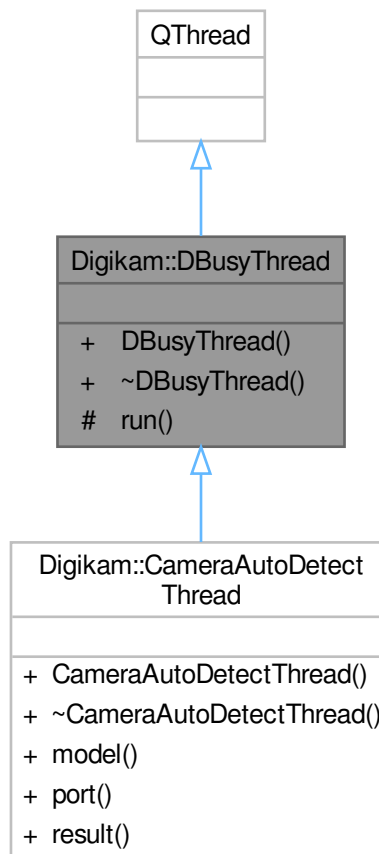 QThread
Digikam::DBusyThread
+ DBusyThread()
+ ~DBusyThread()
# run()
Digikam::CameraAutoDetect
Thread
+ CameraAutoDetectThread()
+ ~CameraAutoDetectThread()
+ model()
+ port()
+ result()